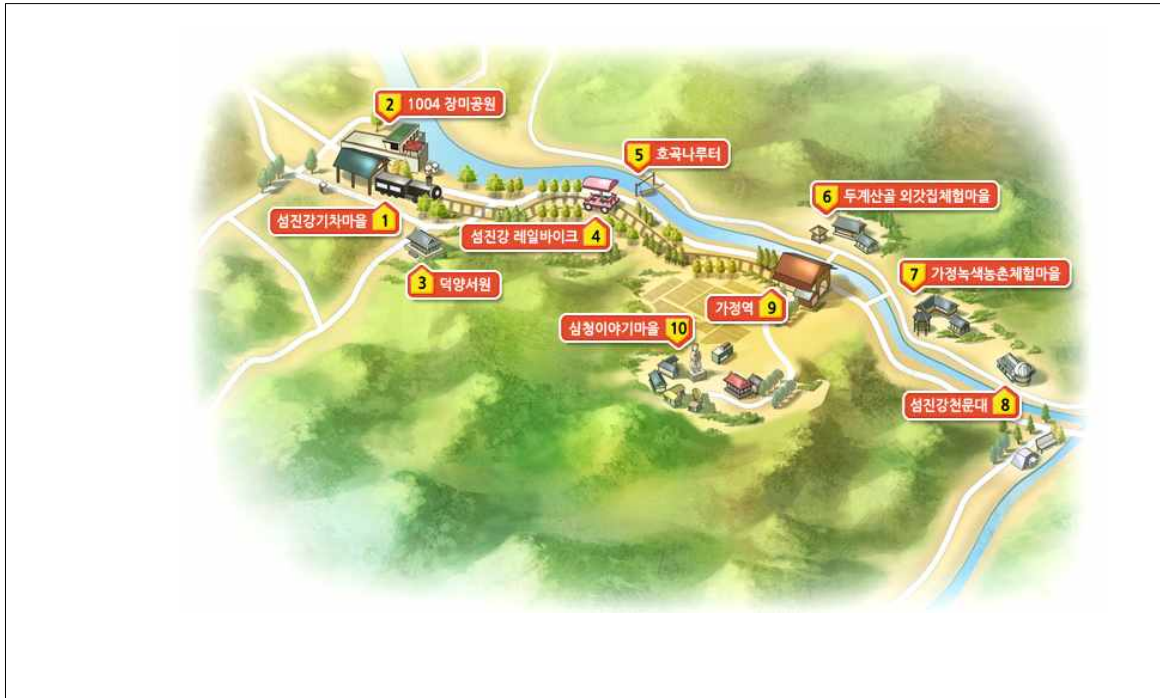 2 1004 장미공원
5 호곡나루터
6 두계산골 외갓집체험마을
섬진강기차마을 1
섬진강 레일바이크 4
3 덕양서원
7 가정녹색농촌체험마을
가정역 9
심청이야기마을 10
섬진강천문대 8